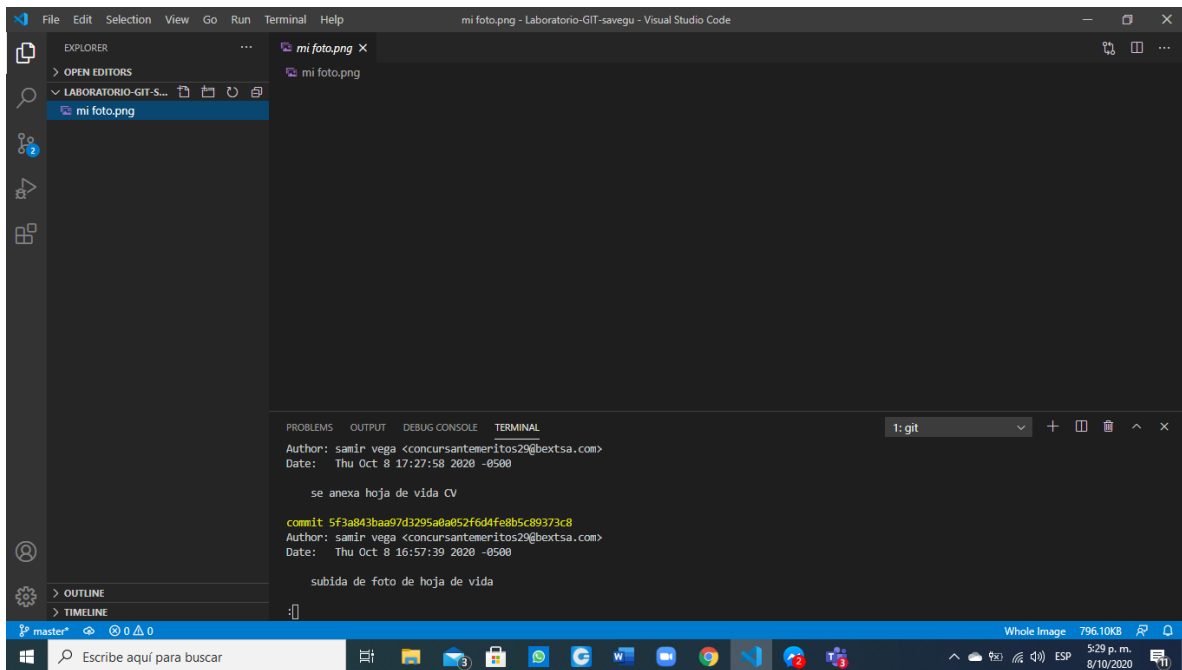 File Edit Selection View Go Run Terminal Help mi foto.png - Laboratorio-GIT-savegu - Visual Studio Code
EXPLORER
mi foto.png
> OPEN EDITORS
mi foto.png
LABORATORIO-GIT-S...
mi foto.png
2
PROBLEMS OUTPUT DEBUG CONSOLE TERMINAL 1: git
Author: samir vega <concursantemeritos29@bextsa.com>
Date: Thu Oct 8 17:27:58 2020 -0500
se anexa hoja de vida CV
commit 5f3a843baa97d3295a0a052f6d4fe8b5c89373c8
Author: samir vega <concursantemeritos29@bextsa.com>
Date: Thu Oct 8 16:57:39 2020 -0500
subida de foto de hoja de vida
:
> OUTLINE
> TIMELINE
master* 0 0 Whole Image 796.10KB
Escribe aquí para buscar
3
2
3
ESP
5:29 p. m.
8/10/2020
11